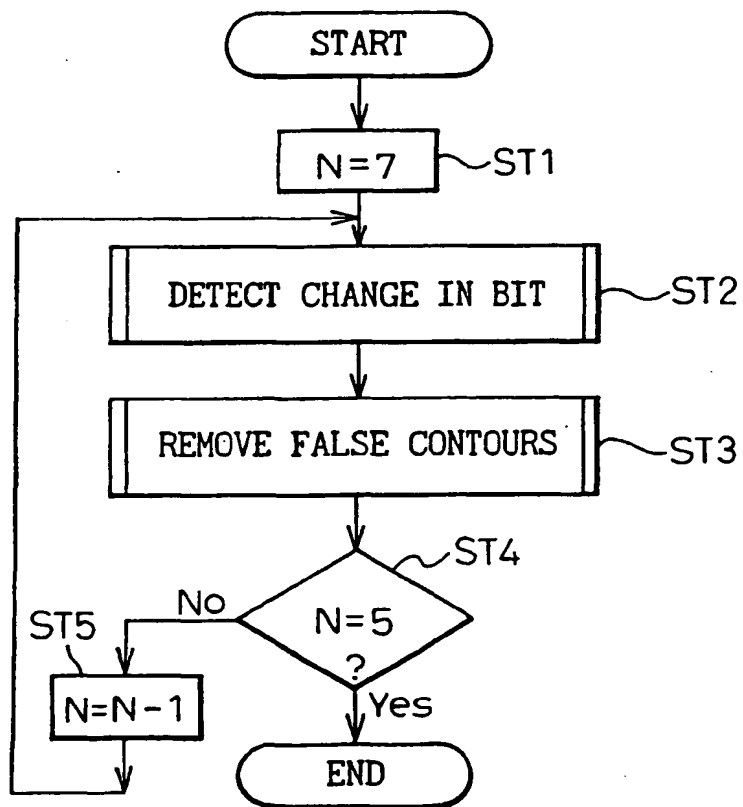 START
N=7
ST1
DETECT CHANGE IN BIT
ST2
REMOVE FALSE CONTOURS
ST3
ST4
N=5
?
No
ST5
N=N-1
Yes
END